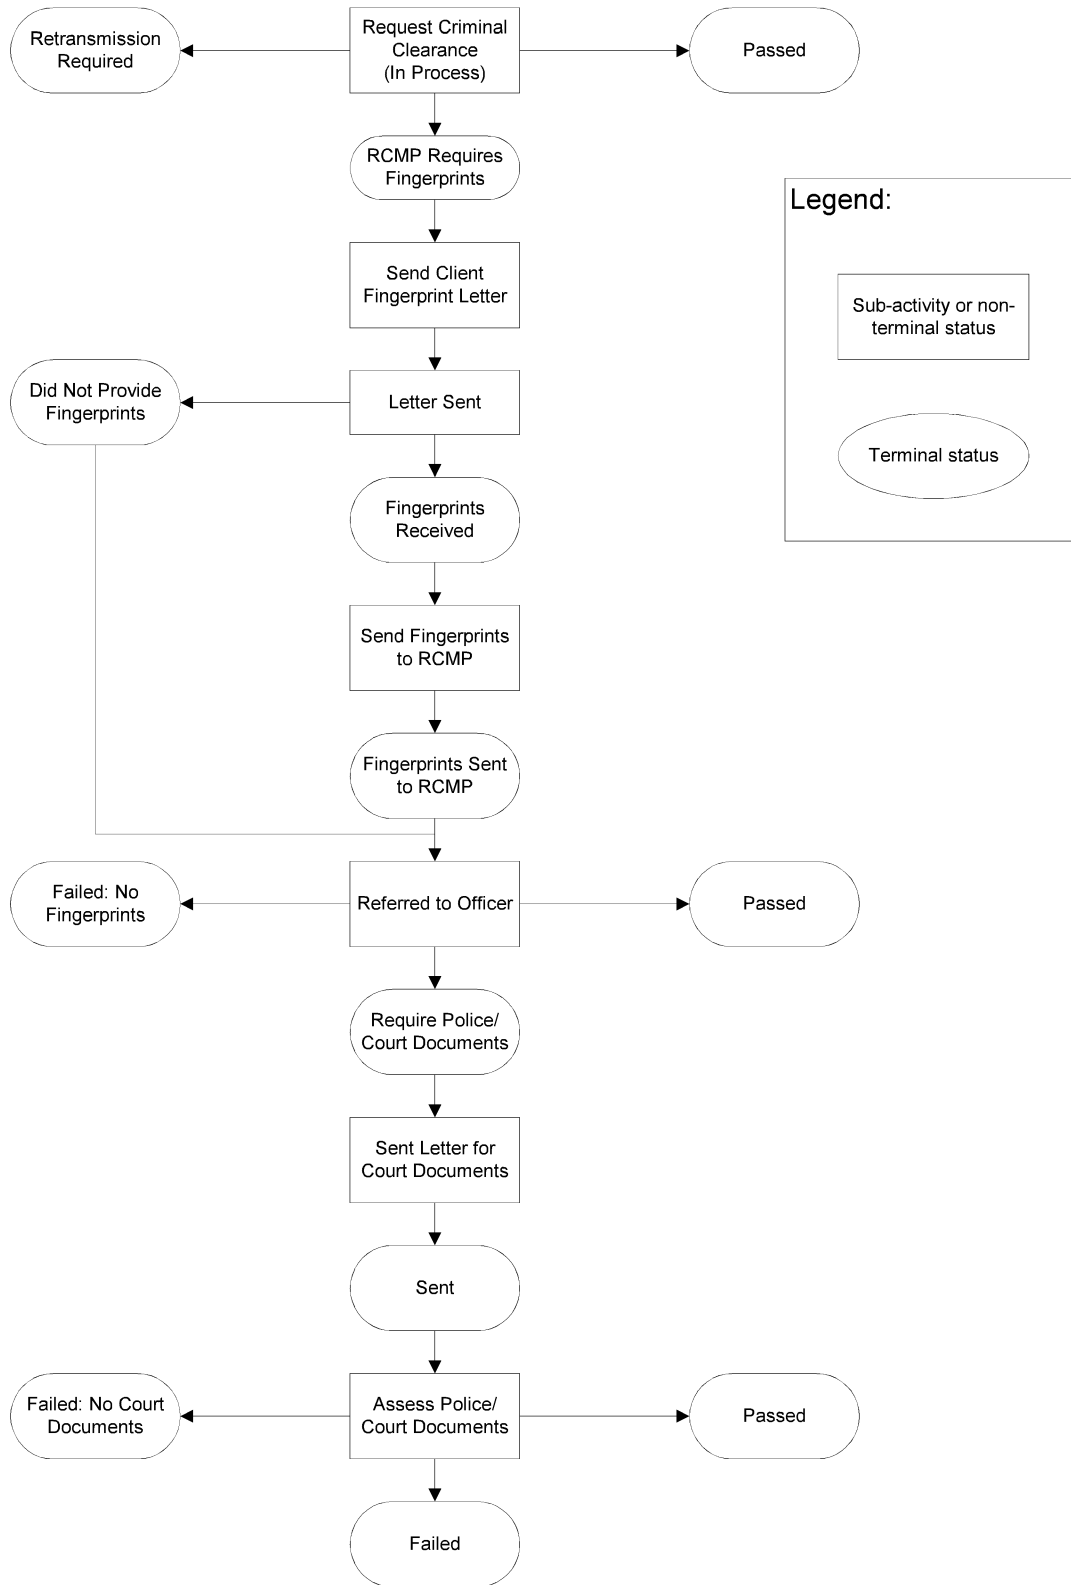 Retransmission
Required
Request Criminal
Clearance
(In Process)
Passed
RCMP Requires
Fingerprints
Legend:
Send Client
Fingerprint Letter
Sub-activity or non-
terminal status
Did Not Provide
Fingerprints
Letter Sent
Terminal status
Fingerprints
Received
Send Fingerprints
to RCMP
Fingerprints Sent
to RCMP
Failed: No
Fingerprints
Referred to Officer
Passed
Require Police/
Court Documents
Sent Letter for
Court Documents
Sent
Failed: No Court
Documents
Assess Police/
Court Documents
Passed
Failed